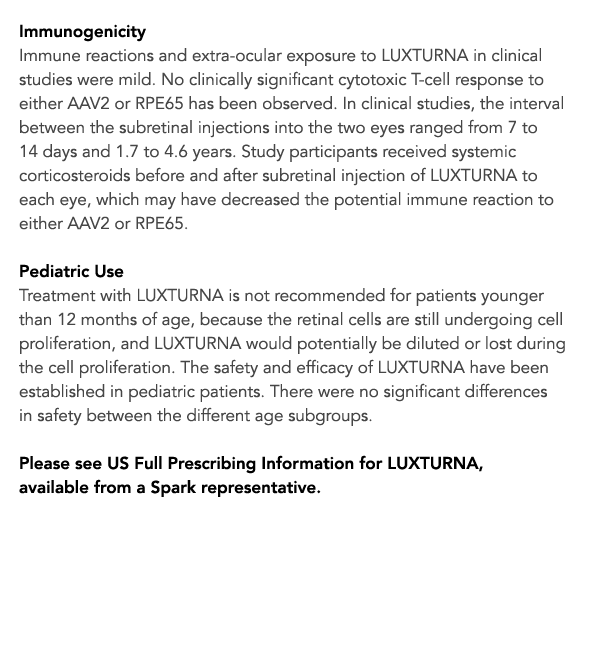 Immunogenicity
Immune reactions and extra-ocular exposure to LUXTURNA in clinical
studies were mild. No clinically significant cytotoxic T-cell response to
either AAV2 or RPE65 has been observed. In clinical studies, the interval
between the subretinal injections into the two eyes ranged from 7 to
14 days and 1.7 to 4.6 years. Study participants received systemic
corticosteroids before and after subretinal injection of LUXTURNA to
each eye, which may have decreased the potential immune reaction to
either AAV2 or RPE65.
Pediatric Use
Treatment with LUXTURNA is not recommended for patients younger
than 12 months of age, because the retinal cells are still undergoing cell
proliferation, and LUXTURNA would potentially be diluted or lost during
the cell proliferation. The safety and efficacy of LUXTURNA have been
established in pediatric patients. There were no significant differences
in safety between the different age subgroups.
Please see US Full Prescribing Information for LUXTURNA,
available from a Spark representative.